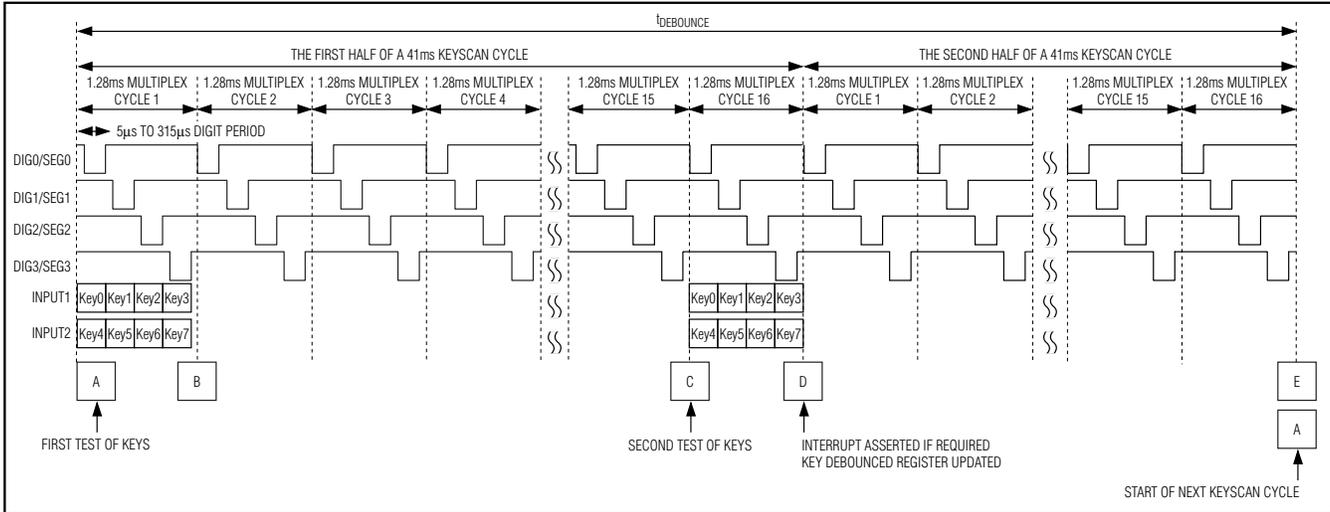 tDEBOUNCE
THE FIRST HALF OF A 41ms KEYSCAN CYCLE
THE SECOND HALF OF A 41ms KEYSCAN CYCLE
1.28ms MULTIPLEX
CYCLE 1
1.28ms MULTIPLEX
CYCLE 2
1.28ms MULTIPLEX
CYCLE 3
1.28ms MULTIPLEX
CYCLE 4
1.28ms MULTIPLEX
CYCLE 15
1.28ms MULTIPLEX
CYCLE 16
1.28ms MULTIPLEX
CYCLE 1
1.28ms MULTIPLEX
CYCLE 2
1.28ms MULTIPLEX
CYCLE 15
1.28ms MULTIPLEX
CYCLE 16
5µs TO 315µs DIGIT PERIOD
DIG0/SEG0
DIG1/SEG1
DIG2/SEG2
DIG3/SEG3
INPUT1 Key0 Key1 Key2 Key3 Key0 Key1 Key2 Key3
INPUT2 Key4 Key5 Key6 Key7 Key4 Key5 Key6 Key7
A B C D E
A
FIRST TEST OF KEYS
SECOND TEST OF KEYS
INTERRUPT ASSERTED IF REQUIRED
KEY DEBOUNCED REGISTER UPDATED
START OF NEXT KEYSCAN CYCLE